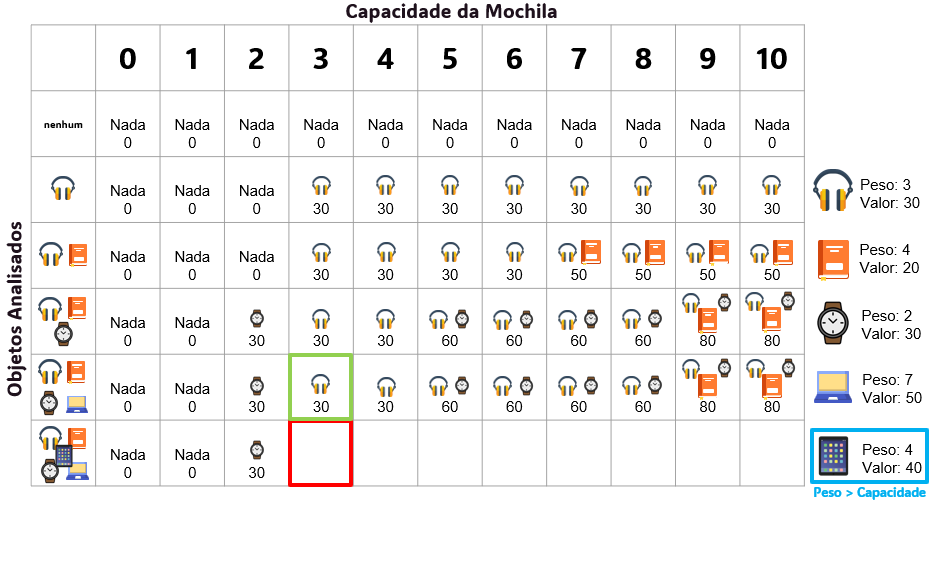 Capacidade da Mochila
0 1 2 3 4 5 6 7 8 9 10
Objetos Analisados
nenhum
Nada Nada Nada Nada Nada Nada Nada Nada Nada Nada Nada
0 0 0 0 0 0 0 0 0 0 0
Nada Nada Nada
0 0 0 30 30 30 30 30 30 30 30
Peso: 3
Valor: 30
Nada Nada Nada
0 0 0 30 30 30 30 50 50 50 50
Peso: 4
Valor: 20
Nada Nada
0 0 30 30 30 60 60 60 60 80 80
Peso: 2
Valor: 30
Nada Nada
0 0 30 30 30 60 60 60 60 80 80
Peso: 7
Valor: 50
Nada Nada
0 0 30
Peso: 4
Valor: 40
Peso > Capacidade